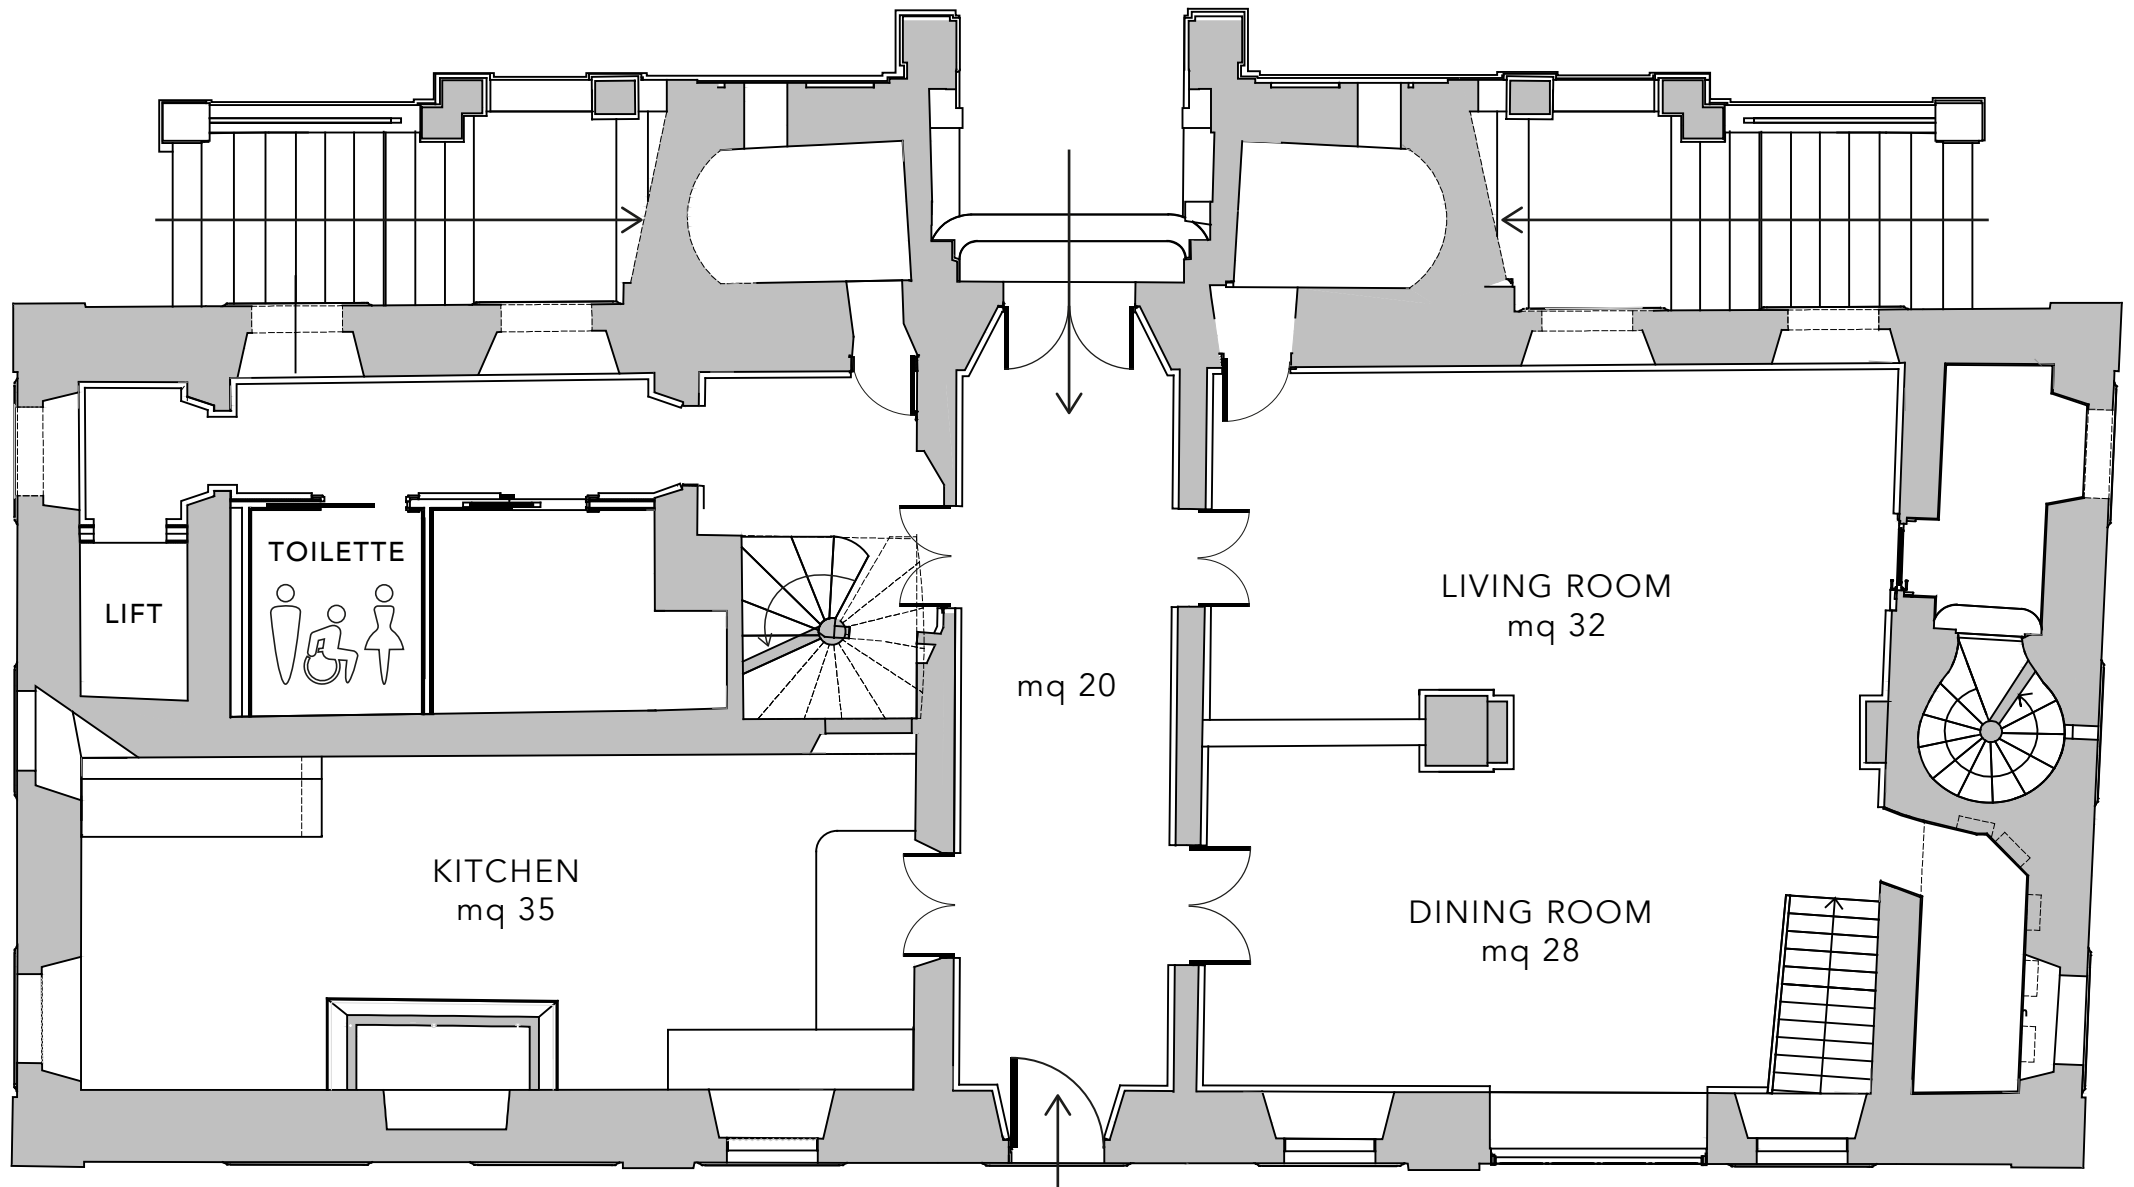 TOILETTE
LIFT
LIVING ROOM
mq 32
mq 20
KITCHEN
mq 35
DINING ROOM
mq 28